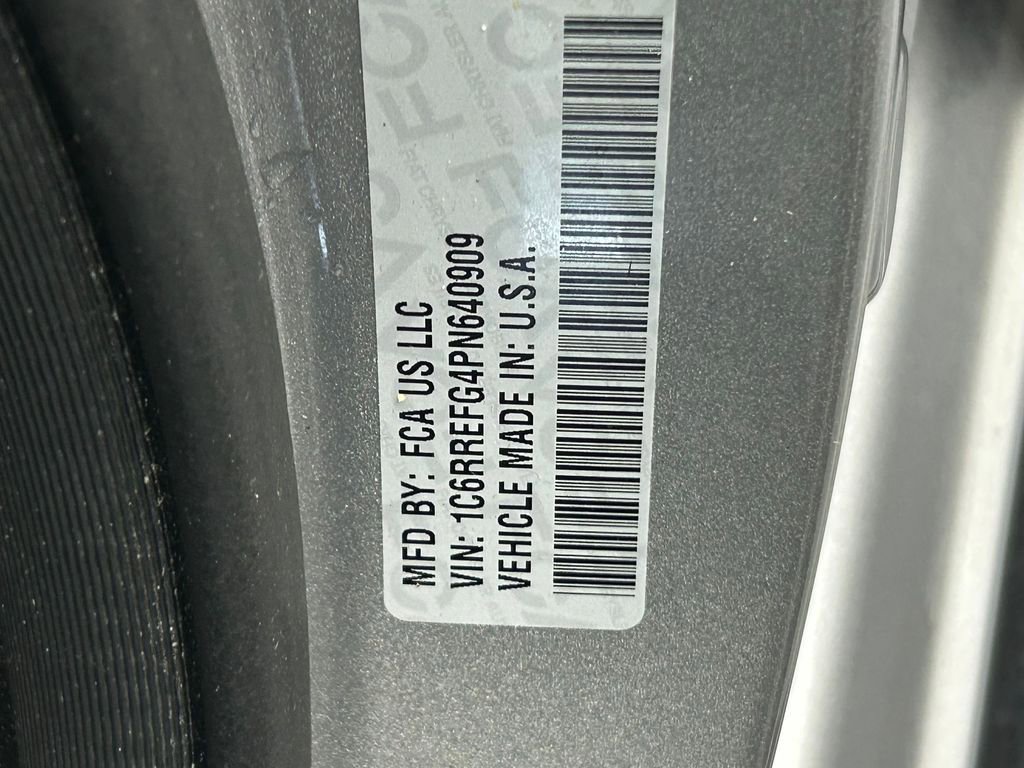 MFD BY: FCA US LLC
VIN: 1C6RREFG4PN640909
VEHICLE MADE IN: U.S.A.